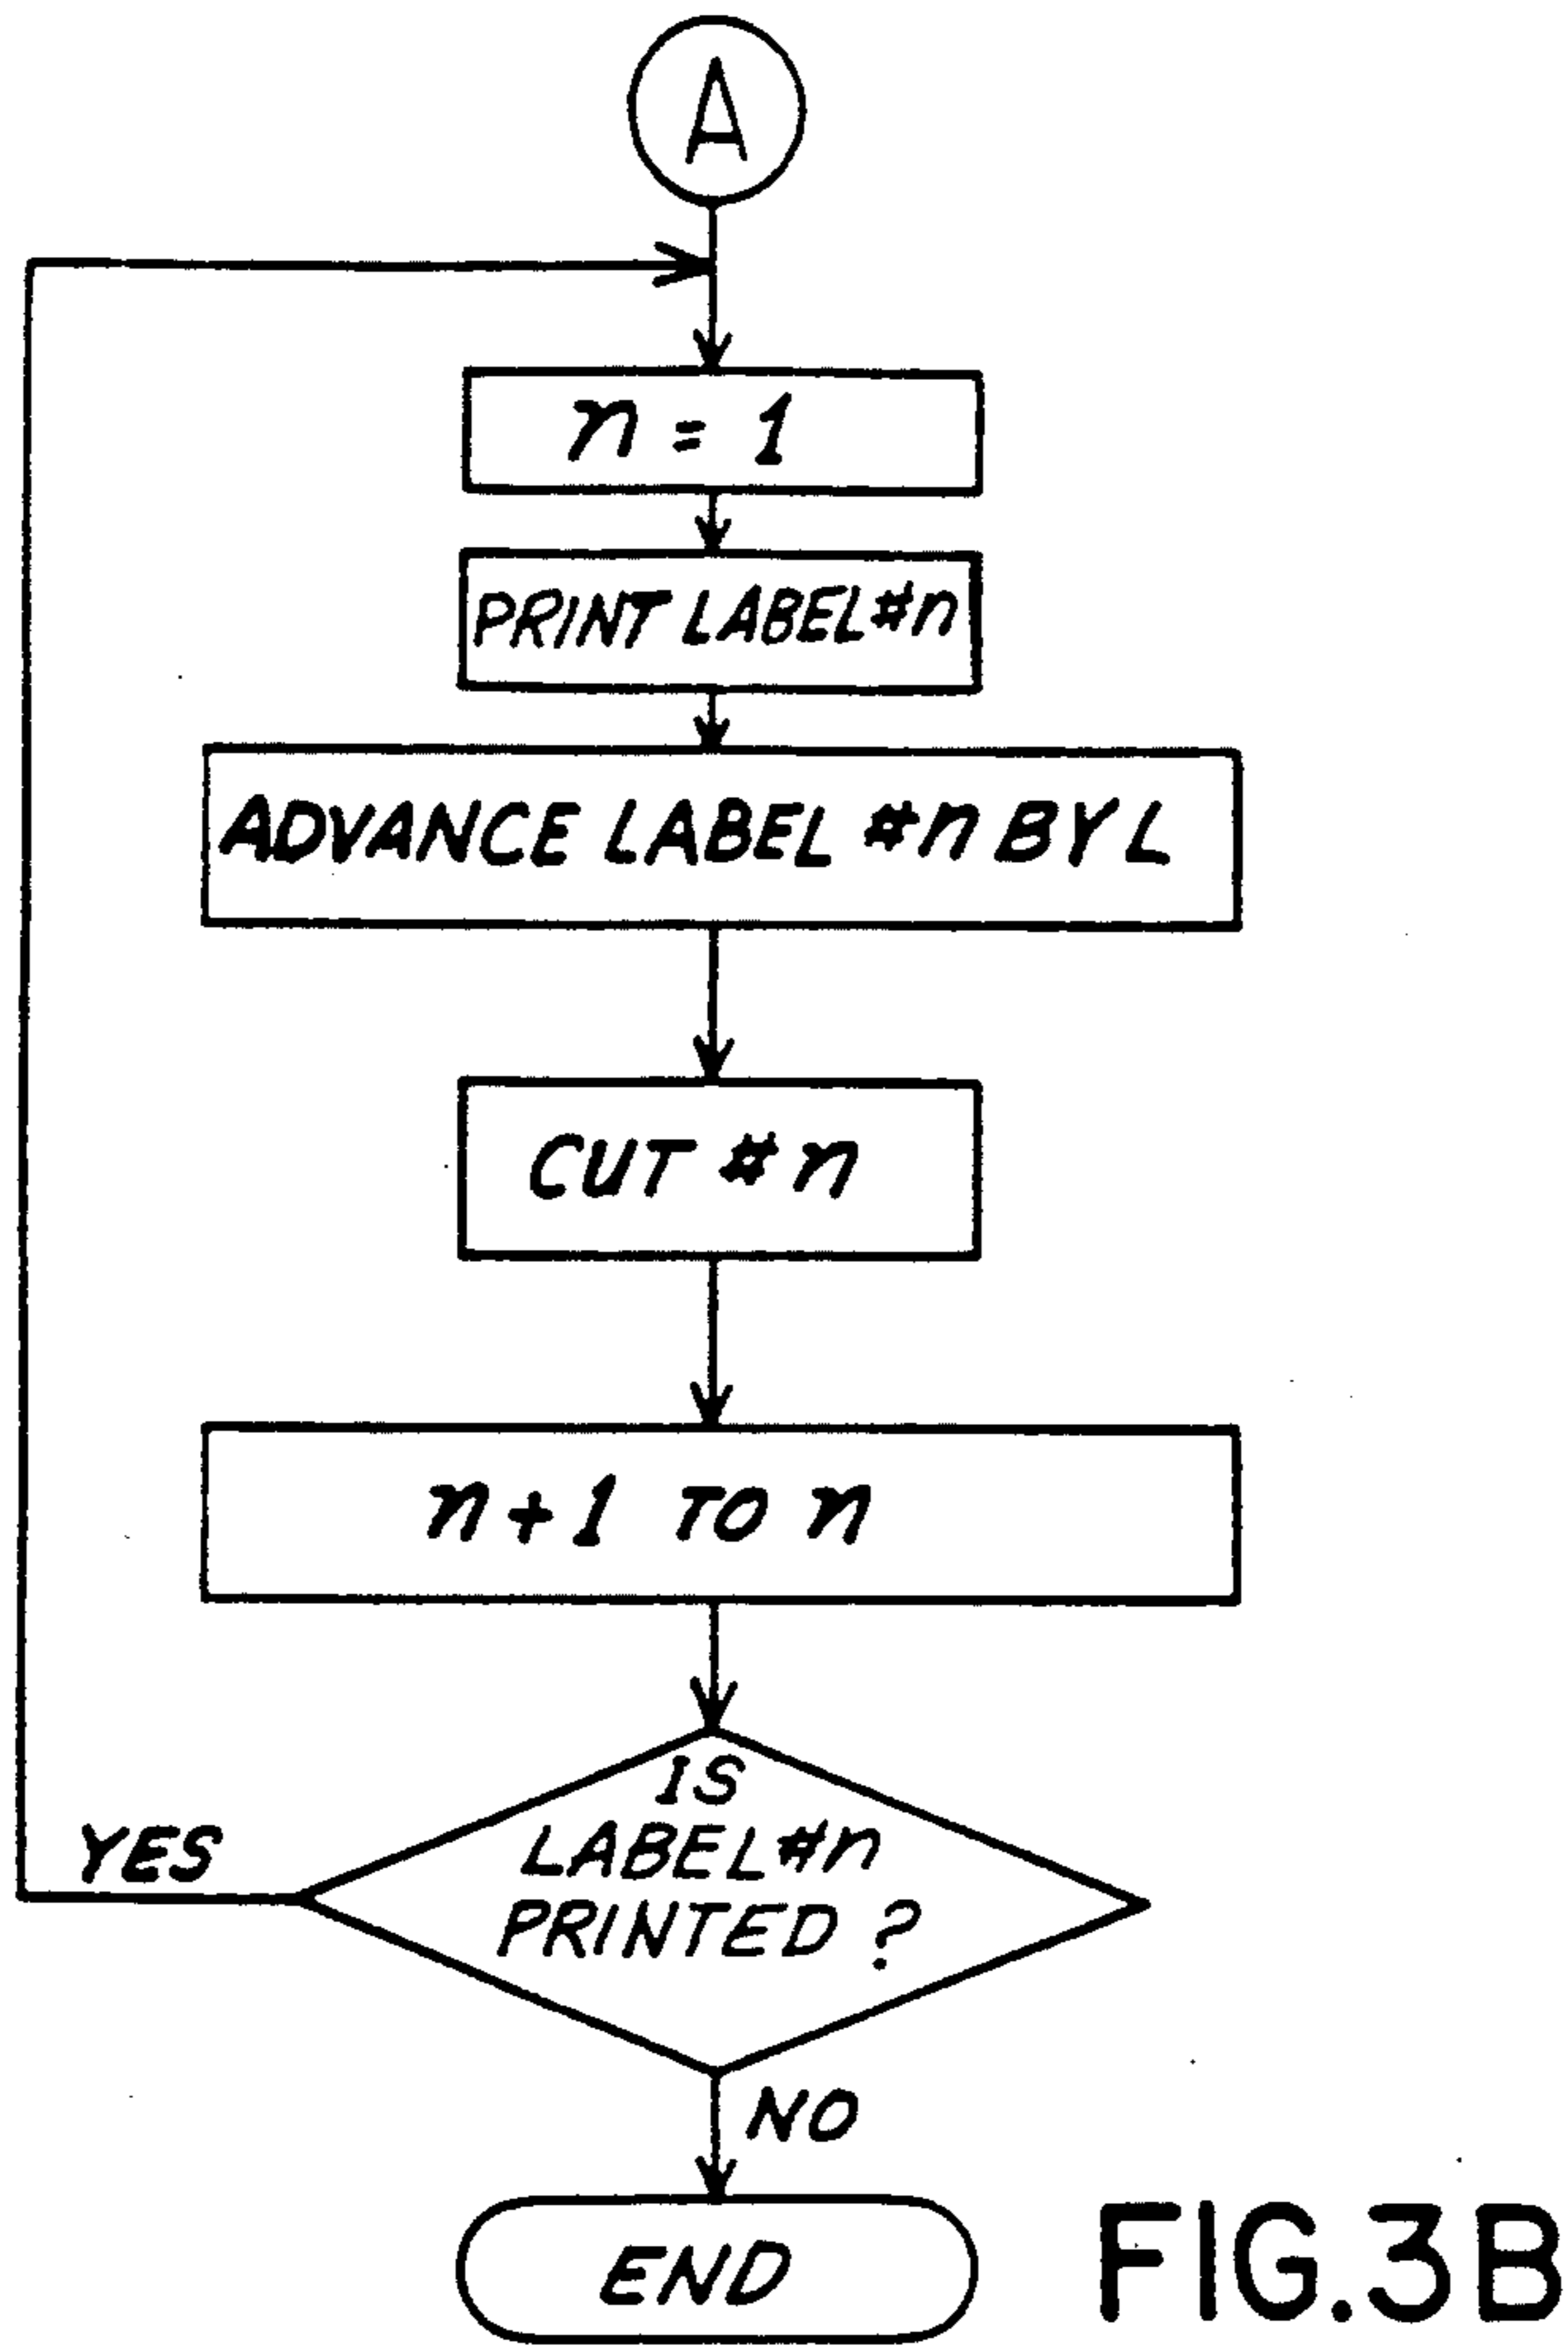 A
n = 1
PRINT LABEL #n
ADVANCE LABEL #n BY L
CUT #n
n+1 TO n
IS
LABEL #n
PRINTED ?
YES
NO
END
FIG.3B